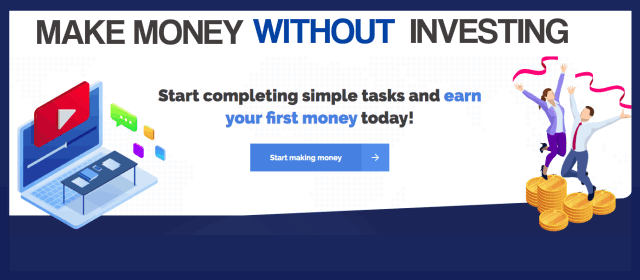 MAKE MONEY WITHOUT INVESTING
Start completing simple tasks and earn
your first money today!
Start making money